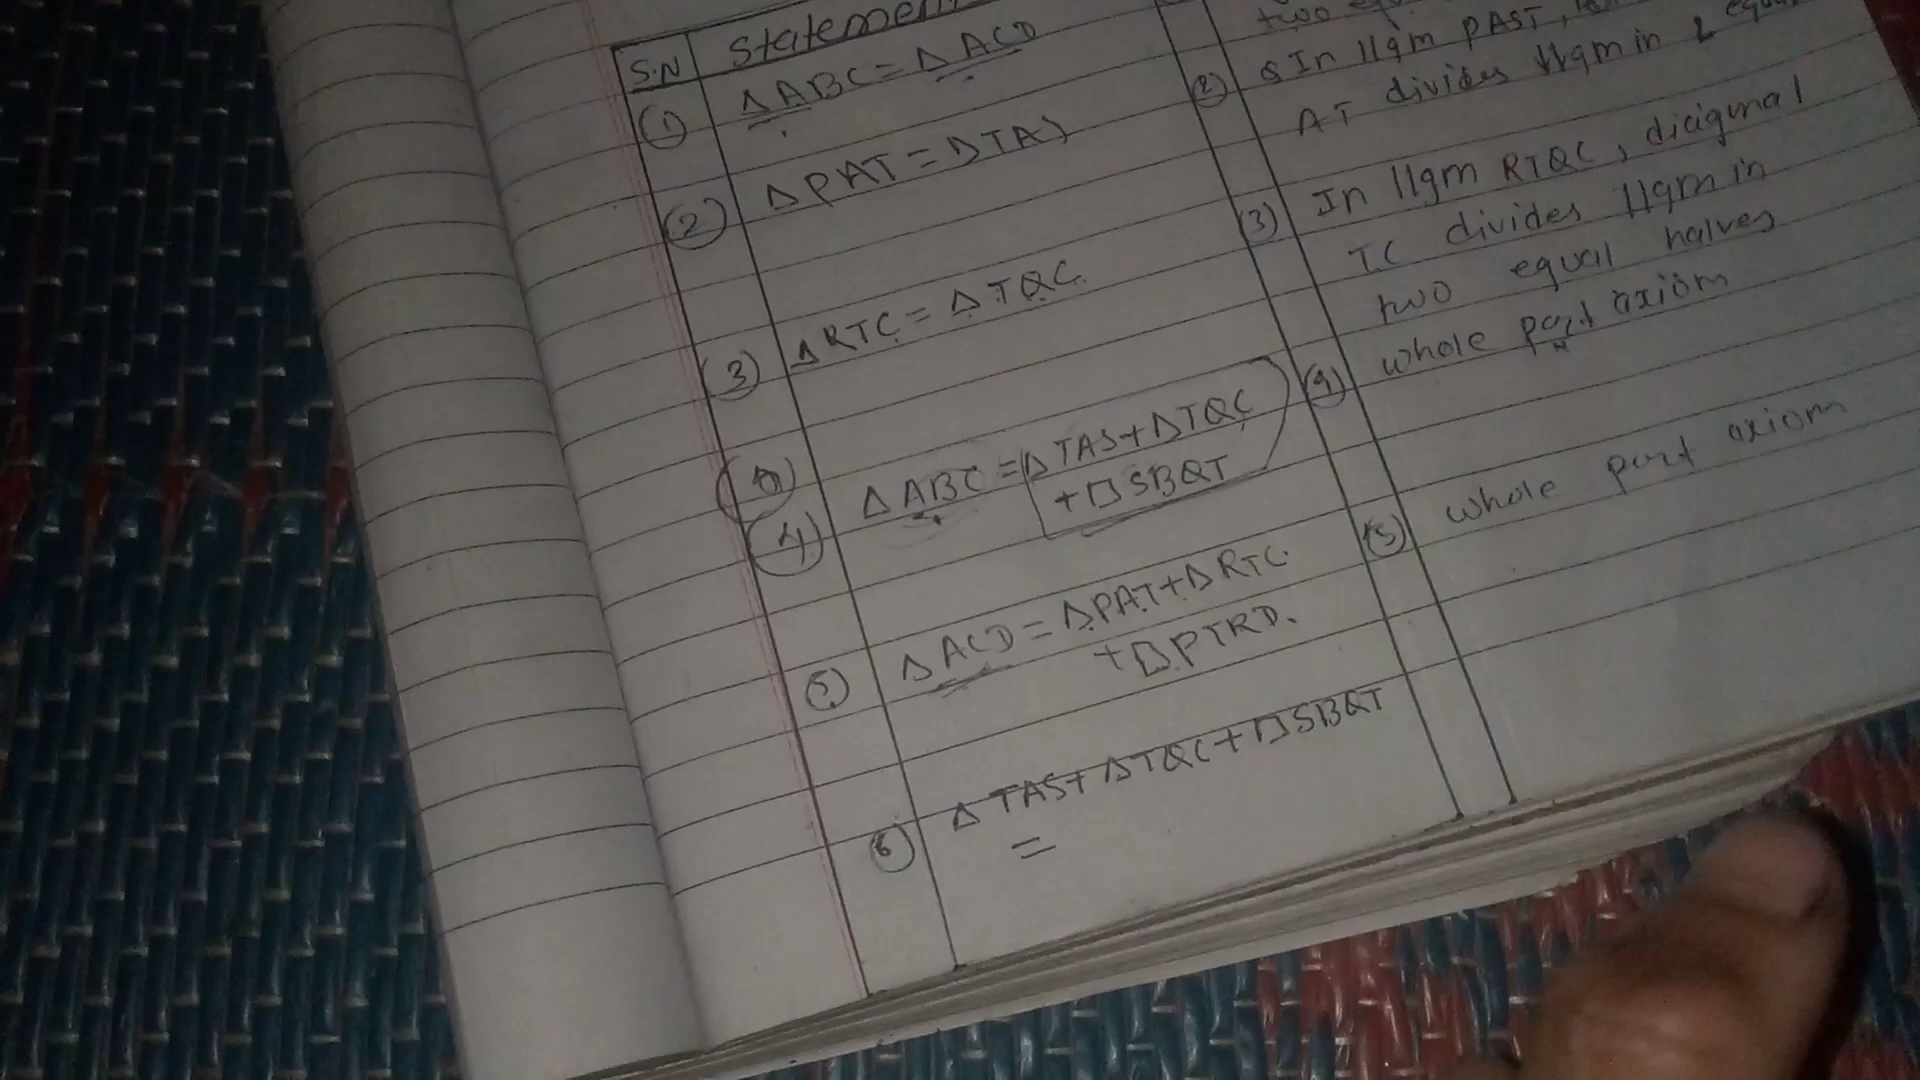 S.N Statement
two
① ΔABC = ΔACD
② In llgm PAST,
AT divides llgm in 2 equal
② ΔPAT = ΔTAS
③ In llgm RTQC, diagonal
TC divides llgm in
two equal halves
③ ΔRTC = ΔTQC
④ whole part axiom
④ ΔABC = ΔTAS + ΔTQC
+ □SBQT
⑤ whole part axiom
⑤ ΔACD = ΔPAT + ΔRTC
+ □PTRD.
⑥ ΔTAS + ΔTQC + □SBQT
=